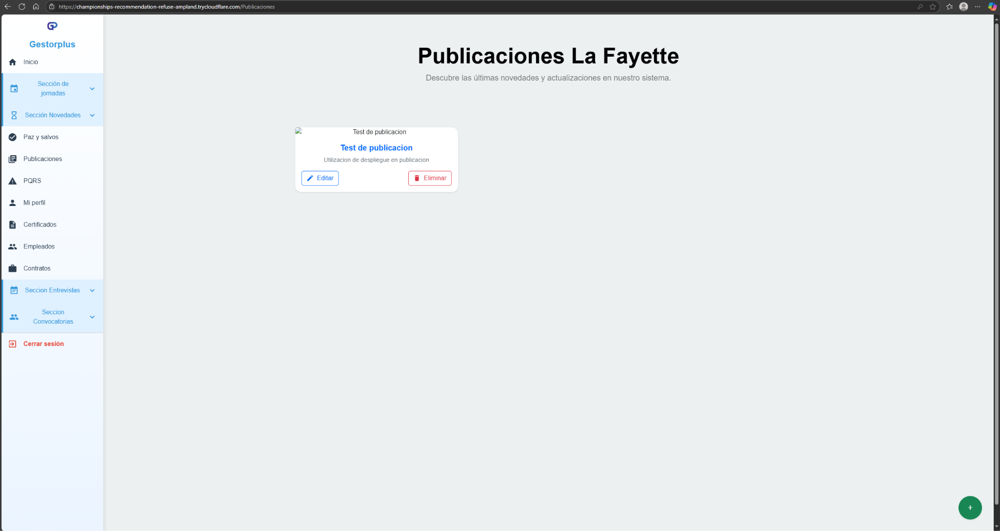 https://championships-recommendation-refuse-ampland.trycloudflare.com/Publicaciones
GP
Gestorplus
Inicio
Sección de
jornadas
Sección Novedades
Paz y salvos
Publicaciones
PQRS
Mi perfil
Certificados
Empleados
Contratos
Seccion Entrevistas
Seccion
Convocatorias
Cerrar sesión
Publicaciones La Fayette
Descubre las últimas novedades y actualizaciones en nuestro sistema.
Test de publicacion
Test de publicacion
Utilizacion de despliegue en publicacion
Editar
Eliminar
+